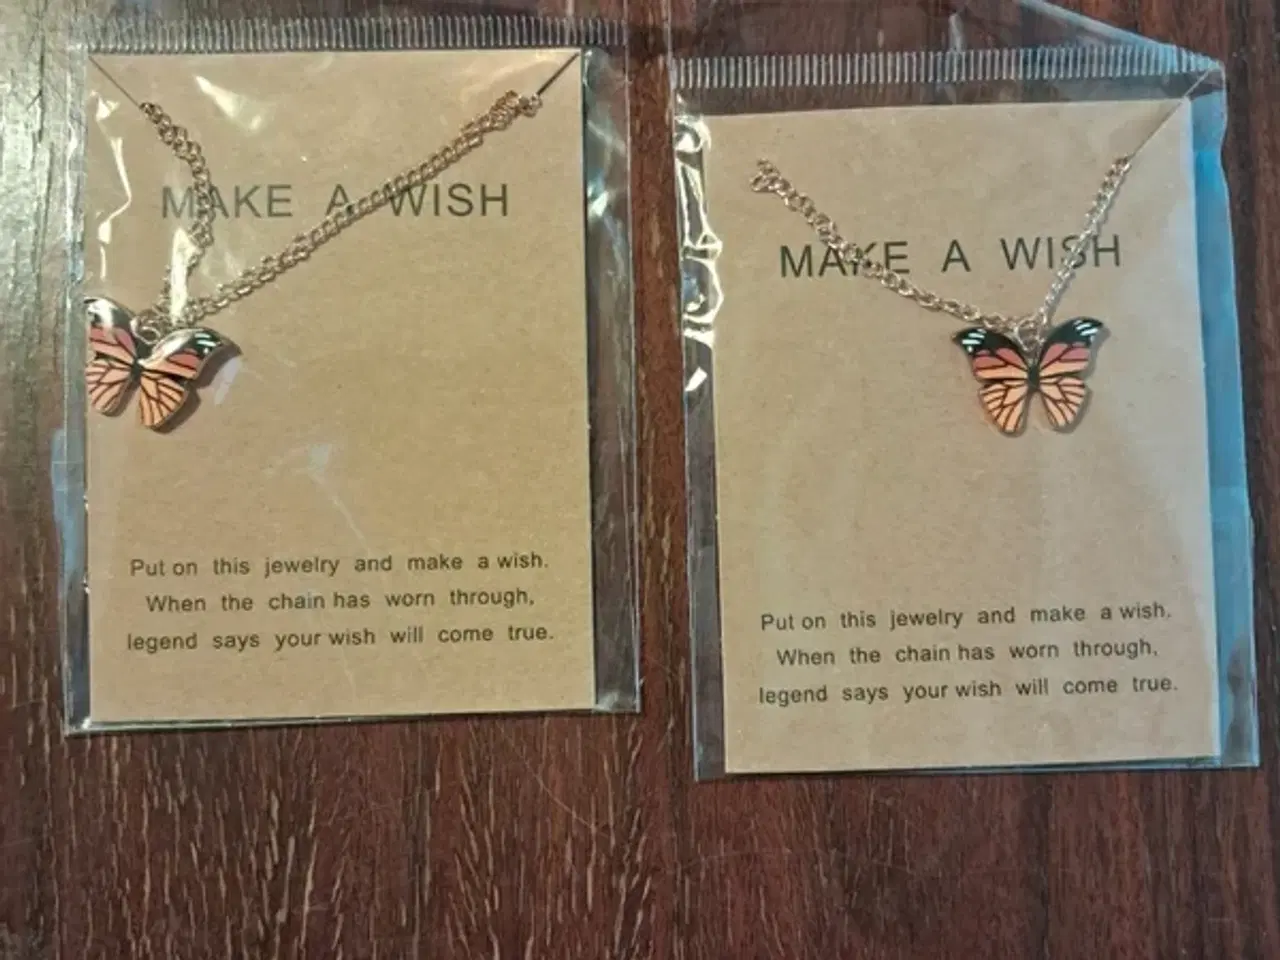 MAKE A WISH
Put on this jewelry and make a wish.
When the chain has worn through,
legend says your wish will come true.
MAKE A WISH
Put on this jewelry and make a wish.
When the chain has worn through,
legend says your wish will come true.